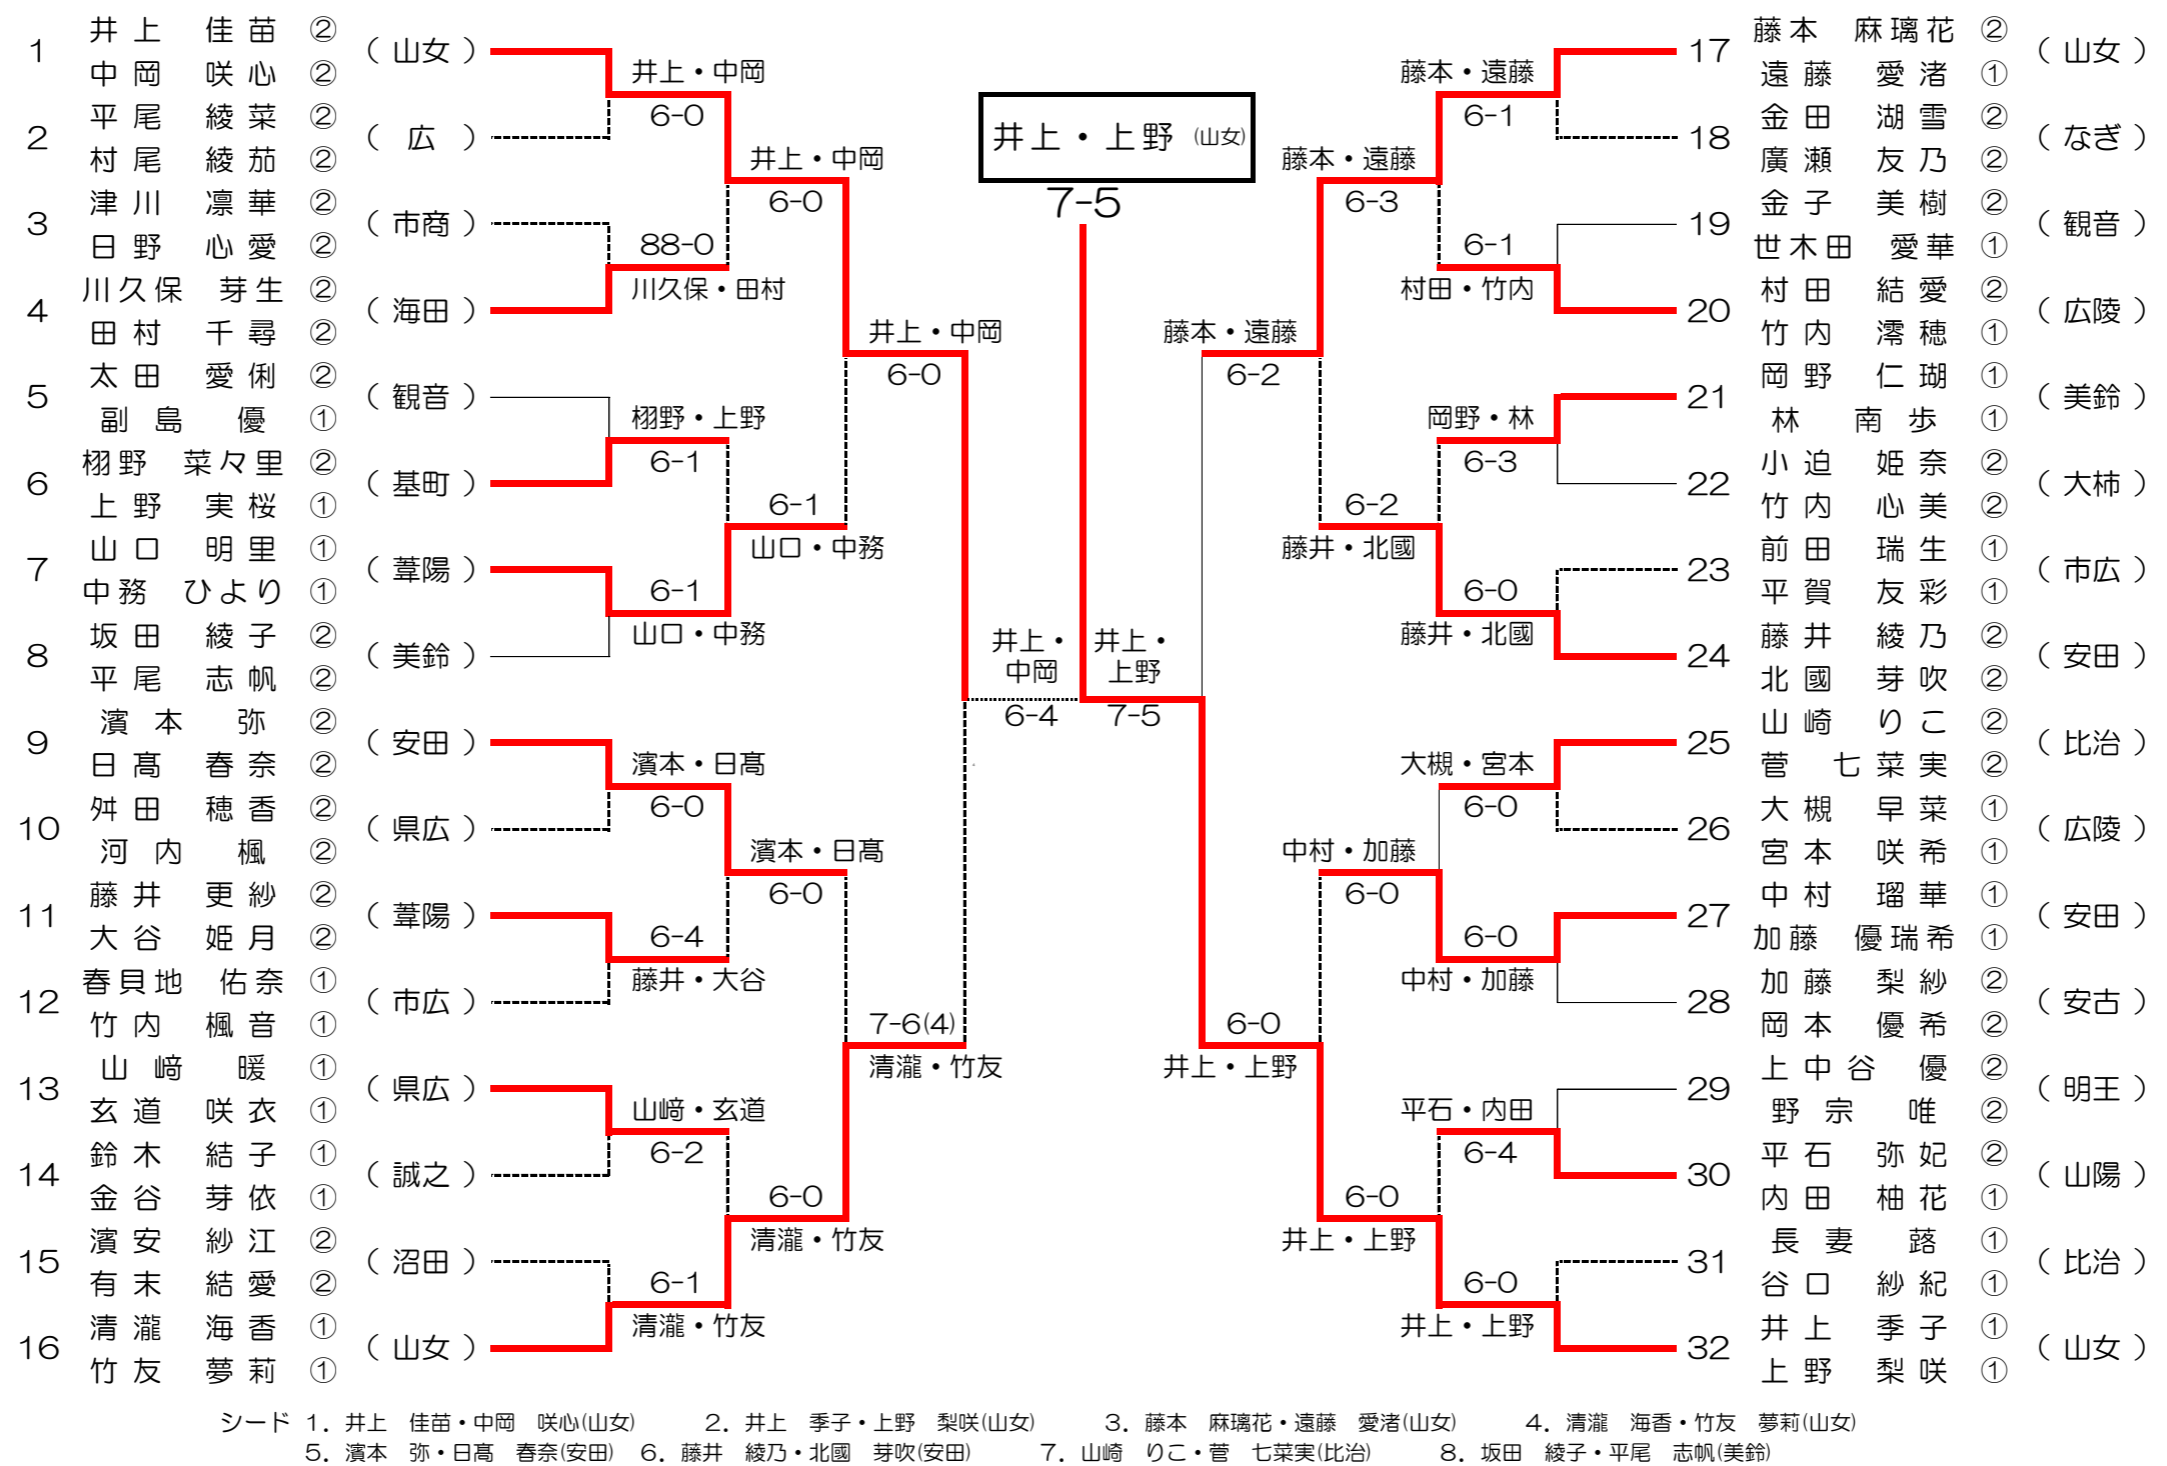 1 井上 佳苗 ② 中岡 咲心 ② （山女）
2 平尾 綾菜 ② 村尾 綾茄 ② （広）
3 津川 凛華 ② 日野 心愛 ② （市商）
4 川久保 芽生 ② 田村 千尋 ② （海田）
5 太田 愛俐 ② 副島 優 ① （観音）
6 栩野 菜々里 ② 上野 実桜 ① （基町）
7 山口 明里 ① 中務 ひより ① （葦陽）
8 坂田 綾子 ② 平尾 志帆 ② （美鈴）
9 濱本 弥 ② 日髙 春奈 ② （安田）
10 舛田 穂香 ② 河内 楓 ② （県広）
11 藤井 更紗 ② 大谷 姫月 ② （葦陽）
12 春貝地 佑奈 ① 竹内 楓音 ① （市広）
13 山﨑 暖 ① 玄道 咲衣 ① （県広）
14 鈴木 結子 ① 金谷 芽依 ① （誠之）
15 濱安 紗江 ② 有末 結愛 ② （沼田）
16 清瀧 海香 ① 竹友 夢莉 ① （山女）
井上・中岡
6-0
88-0
川久保・田村
栩野・上野
6-1
6-1
山口・中務
濱本・日髙
6-0
6-4
藤井・大谷
山﨑・玄道
6-2
6-1
清瀧・竹友
井上・中岡
6-0
6-1
山口・中務
濱本・日髙
6-0
6-0
清瀧・竹友
井上・中岡
6-0
7-6(4)
清瀧・竹友
井上・上野 (山女)
7-5
井上・
中岡
6-4
井上・
上野
7-5
藤本・遠藤
6-2
6-0
井上・上野
藤本・遠藤
6-3
6-2
藤井・北國
中村・加藤
6-0
6-0
井上・上野
藤本・遠藤
6-1
6-1
村田・竹内
岡野・林
6-3
6-0
藤井・北國
大槻・宮本
6-0
6-0
中村・加藤
平石・内田
6-4
6-0
井上・上野
17 藤本 麻璃花 ② 遠藤 愛渚 ① （山女）
18 金田 湖雪 ② 廣瀬 友乃 ② （なぎ）
19 金子 美樹 ② 世木田 愛華 ① （観音）
20 村田 結愛 ② 竹内 澪穂 ① （広陵）
21 岡野 仁瑚 ① 林 南歩 ① （美鈴）
22 小迫 姫奈 ② 竹内 心美 ② （大柿）
23 前田 瑞生 ① 平賀 友彩 ① （市広）
24 藤井 綾乃 ② 北國 芽吹 ② （安田）
25 山崎 りこ ② 菅 七菜実 ② （比治）
26 大槻 早菜 ① 宮本 咲希 ① （広陵）
27 中村 瑠華 ① 加藤 優瑞希 ① （安田）
28 加藤 梨紗 ② 岡本 優希 ② （安古）
29 上中谷 優 ② 野宗 唯 ② （明王）
30 平石 弥妃 ② 内田 柚花 ① （山陽）
31 長妻 蕗 ① 谷口 紗紀 ① （比治）
32 井上 季子 ① 上野 梨咲 ① （山女）
シード 1．井上 佳苗・中岡 咲心(山女) 2．井上 季子・上野 梨咲(山女) 3．藤本 麻璃花・遠藤 愛渚(山女) 4．清瀧 海香・竹友 夢莉(山女)
5．濱本 弥・日髙 春奈(安田) 6．藤井 綾乃・北國 芽吹(安田) 7．山崎 りこ・菅 七菜実(比治) 8．坂田 綾子・平尾 志帆(美鈴)